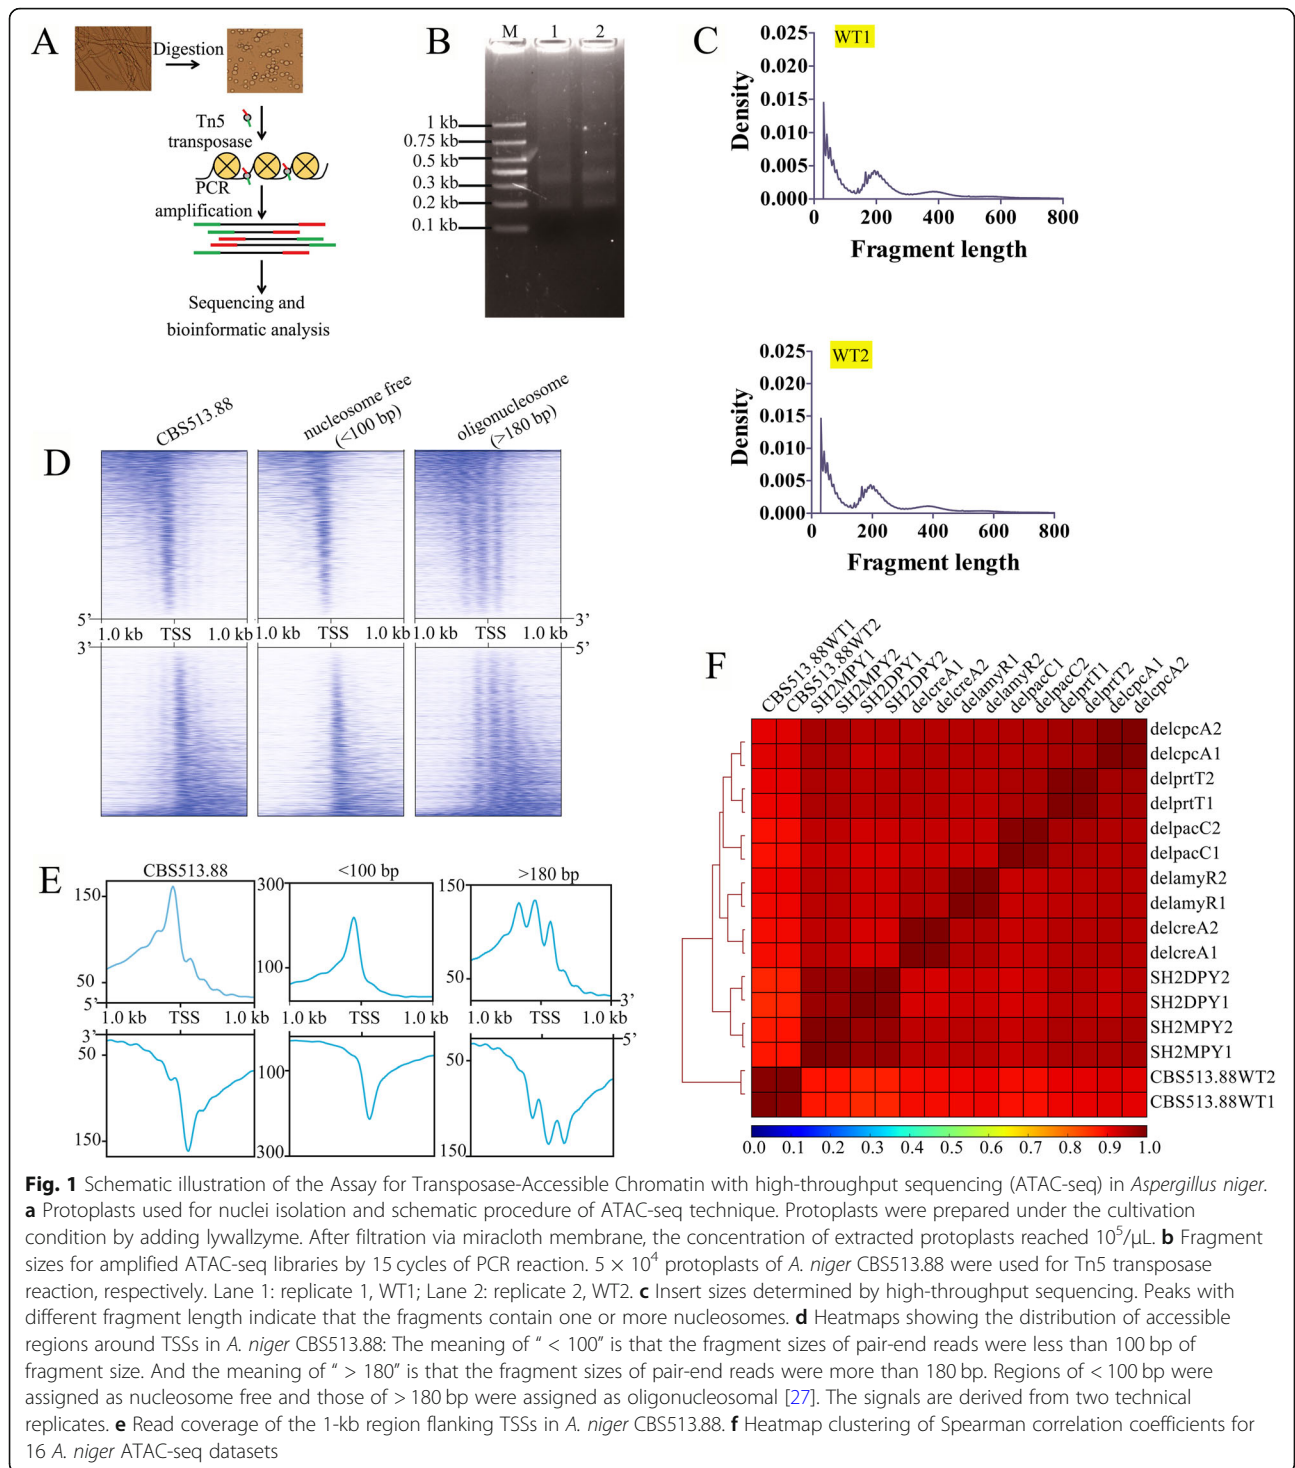 A
Digestion
Tn5
transposase
PCR
amplification
Sequencing and
bioinformatic analysis
B
M 1 2
1 kb
0.75 kb
0.5 kb
0.3 kb
0.2 kb
0.1 kb
C
WT1
0.025
0.020
0.015
0.010
0.005
0.000
Density
0 200 400 600 800
Fragment length
WT2
0.025
0.020
0.015
0.010
0.005
0.000
Density
0 200 400 600 800
Fragment length
D
CBS513.88
nucleosome free
(<100 bp)
oligonucleosome
(>180 bp)
5’ 3’
1.0 kb TSS 1.0 kb 1.0 kb TSS 1.0 kb 1.0 kb TSS 1.0 kb
3’ 5’
E
CBS513.88 <100 bp >180 bp
150 300 150
50 100 50
5’ 3’
1.0 kb TSS 1.0 kb 1.0 kb TSS 1.0 kb 1.0 kb TSS 1.0 kb
3’ 5’
50 100 50
150 300 150
F
CBS513.88WT1
CBS513.88WT2
SH2MPY1
SH2MPY2
SH2DPY1
SH2DPY2
delcreA1
delcreA2
delamyR1
delamyR2
delpacC1
delpacC2
delprtT1
delprtT2
delcpcA1
delcpcA2
delcpcA2
delcpcA1
delprtT2
delprtT1
delpacC2
delpacC1
delamyR2
delamyR1
delcreA2
delcreA1
SH2DPY2
SH2DPY1
SH2MPY2
SH2MPY1
CBS513.88WT2
CBS513.88WT1
0.0 0.1 0.2 0.3 0.4 0.5 0.6 0.7 0.8 0.9 1.0
Fig. 1 Schematic illustration of the Assay for Transposase-Accessible Chromatin with high-throughput sequencing (ATAC-seq) in Aspergillus niger.
a Protoplasts used for nuclei isolation and schematic procedure of ATAC-seq technique. Protoplasts were prepared under the cultivation
condition by adding lywallzyme. After filtration via miracloth membrane, the concentration of extracted protoplasts reached 10⁵/μL. b Fragment
sizes for amplified ATAC-seq libraries by 15 cycles of PCR reaction. 5 × 10⁴ protoplasts of A. niger CBS513.88 were used for Tn5 transposase
reaction, respectively. Lane 1: replicate 1, WT1; Lane 2: replicate 2, WT2. c Insert sizes determined by high-throughput sequencing. Peaks with
different fragment length indicate that the fragments contain one or more nucleosomes. d Heatmaps showing the distribution of accessible
regions around TSSs in A. niger CBS513.88: The meaning of “ < 100” is that the fragment sizes of pair-end reads were less than 100 bp of
fragment size. And the meaning of “ > 180” is that the fragment sizes of pair-end reads were more than 180 bp. Regions of < 100 bp were
assigned as nucleosome free and those of > 180 bp were assigned as oligonucleosomal [27]. The signals are derived from two technical
replicates. e Read coverage of the 1-kb region flanking TSSs in A. niger CBS513.88. f Heatmap clustering of Spearman correlation coefficients for
16 A. niger ATAC-seq datasets